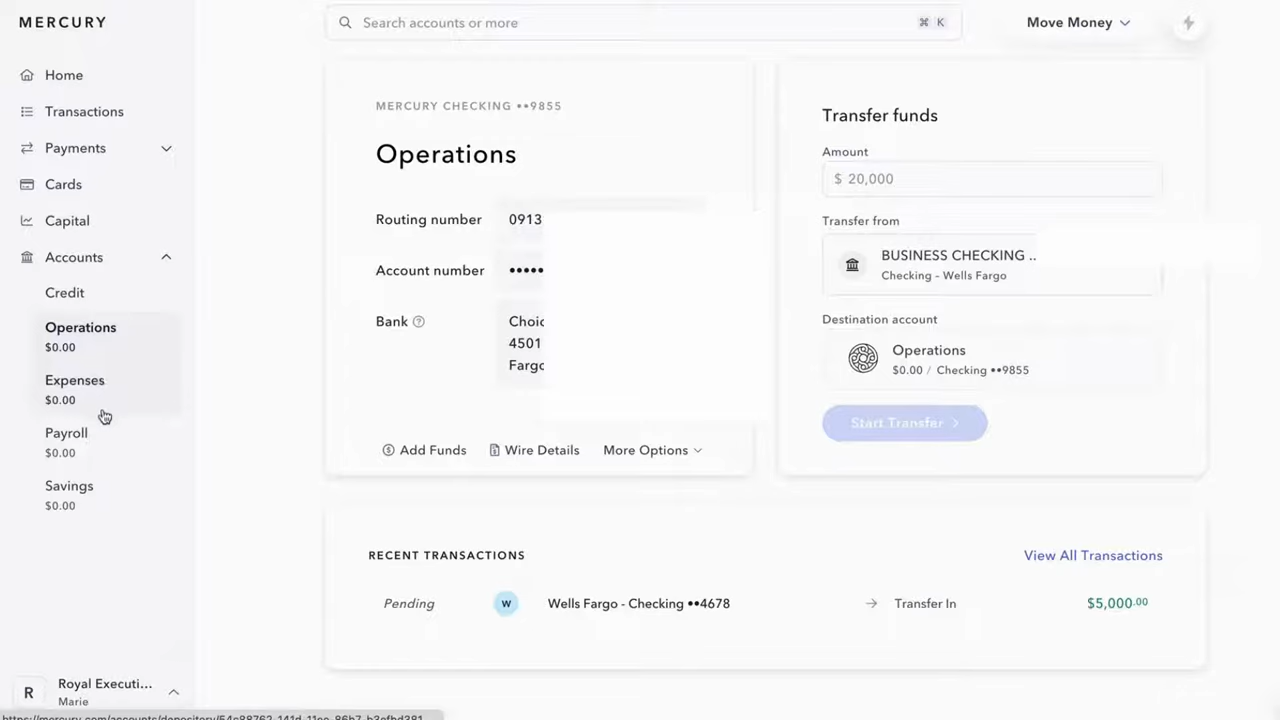 MERCURY
Search accounts or more
⌘ K
Move Money
Home
Transactions
Payments
Cards
Capital
Accounts
Credit
Operations
$0.00
Expenses
$0.00
Payroll
$0.00
Savings
$0.00
R
Royal Executi...
Marie
MERCURY CHECKING ••9855
Operations
Routing number 0913
Account number •••••
Bank
Choic
4501
Fargo
Add Funds
Wire Details
More Options
Transfer funds
Amount
$ 20,000
Transfer from
BUSINESS CHECKING ..
Checking - Wells Fargo
Destination account
Operations
$0.00 / Checking ••9855
Start Transfer
RECENT TRANSACTIONS
View All Transactions
Pending
W
Wells Fargo - Checking ••4678
Transfer In
$5,000.00